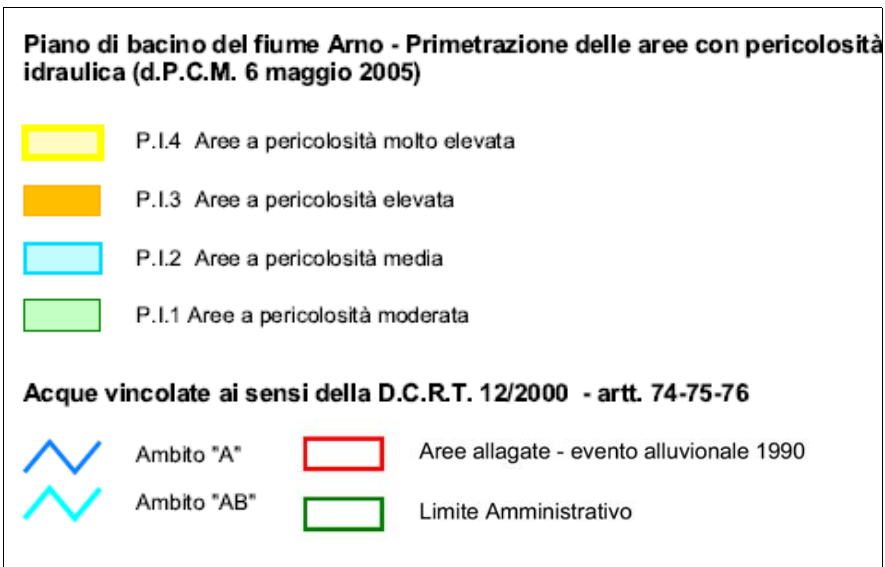 Piano di bacino del fiume Arno - Primetrazione delle aree con pericolosità
idraulica (d.P.C.M. 6 maggio 2005)
P.I.4 Aree a pericolosità molto elevata
P.I.3 Aree a pericolosità elevata
P.I.2 Aree a pericolosità media
P.I.1 Aree a pericolosità moderata
Acque vincolate ai sensi della D.C.R.T. 12/2000 - artt. 74-75-76
Ambito "A"
Aree allagate - evento alluvionale 1990
Ambito "AB"
Limite Amministrativo